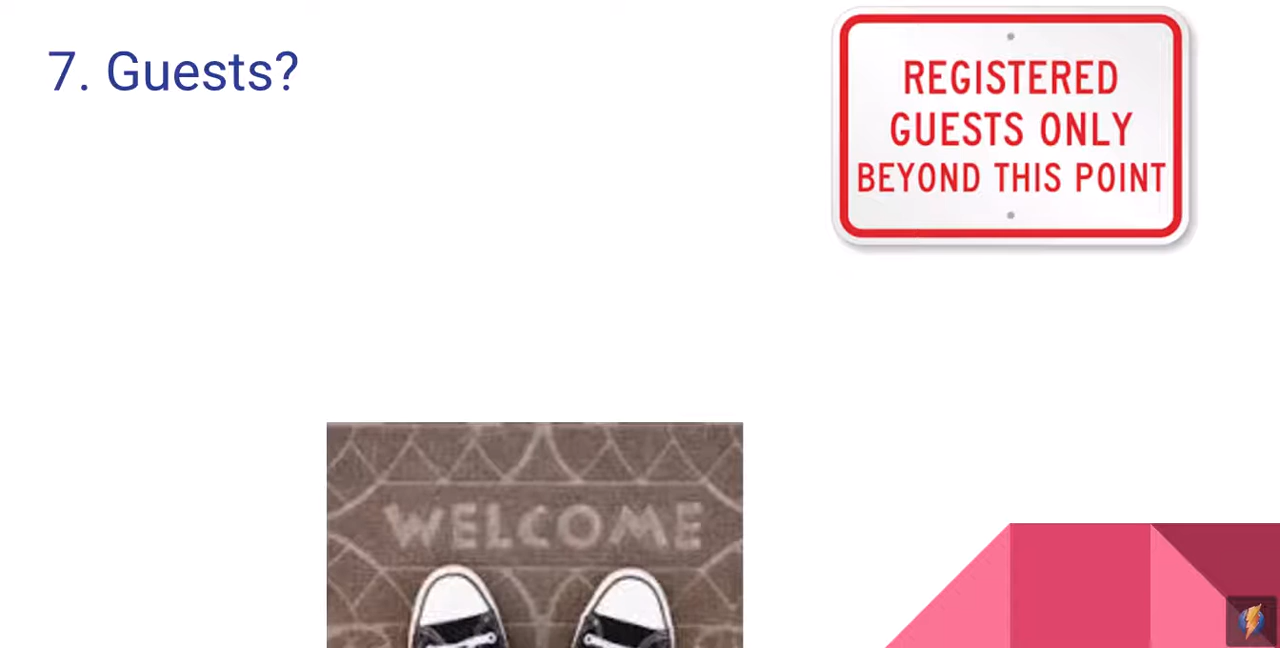 7. Guests?
REGISTERED
GUESTS ONLY
BEYOND THIS POINT
WELCOME